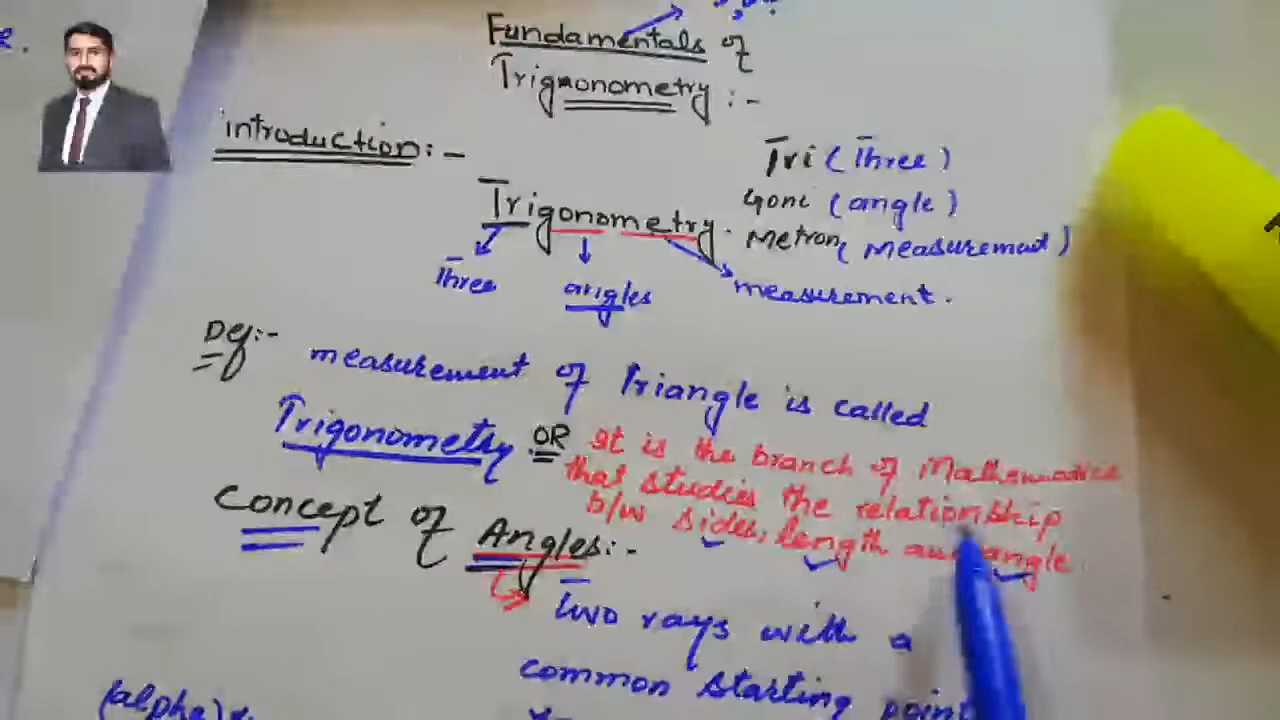 Fundamentals of
Trigonometry :-
introduction:-
Tri (Three)
Goni (angle)
Trigonometry.
Metron (measurement)
Three
angles
measurement.
Def:-
measurement of Triangle is called
Trigonometry OR It is the branch of Mathematics
that studies the relationship
b/w sides, length and angle
Concept of Angles:-
Two rays with a
common starting point
(alpha)